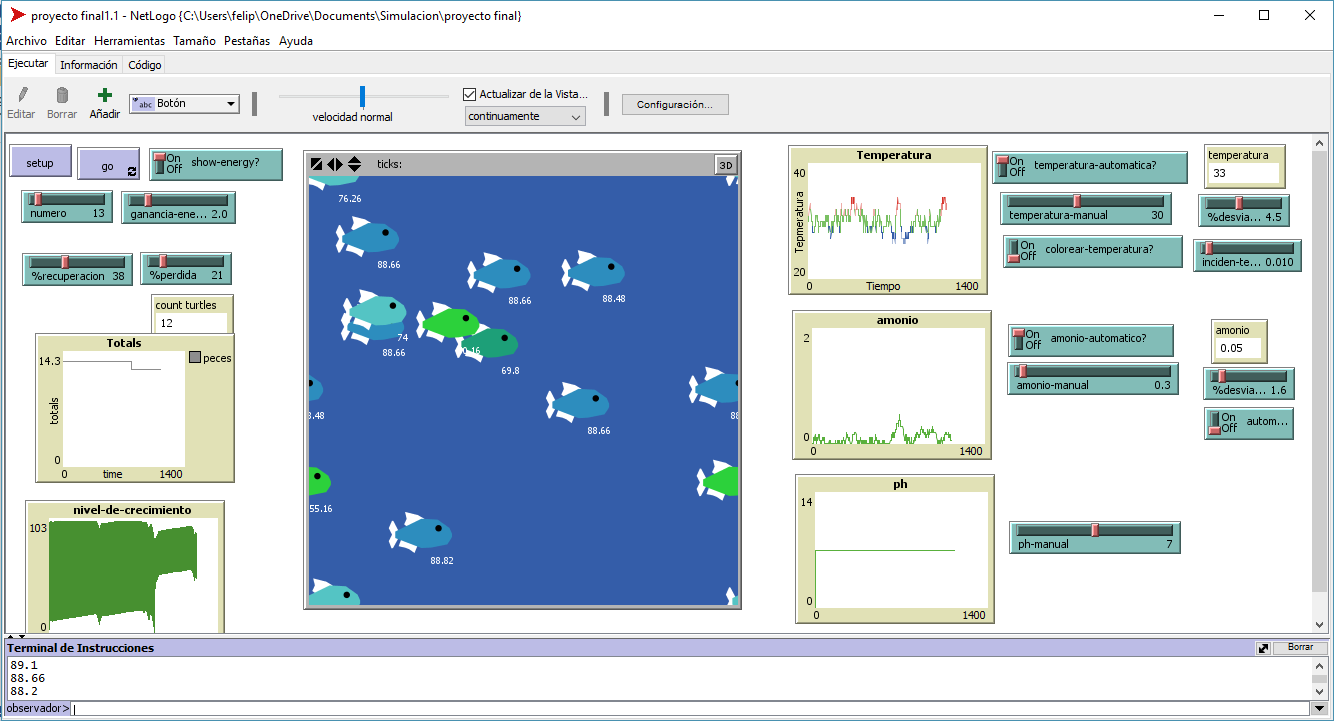 proyecto final1.1 - NetLogo {C:\Users\felip\OneDrive\Documents\Simulacion\proyecto final}
Archivo Editar Herramientas Tamaño Pestañas Ayuda
Ejecutar Información Código
Editar Borrar Añadir abc Botón
velocidad normal
Actualizar de la Vista...
continuamente
Configuración...
setup
go
On
Off
show-energy?
numero 13
ganancia-ene... 2.0
%recuperacion 38
%perdida 21
count turtles
12
Totals
14.3
totals
0
0 time 1400
peces
nivel-de-crecimiento
103
0
ticks:
3D
76.26
88.66
88.66
88.48
74
88.66
69.8
88.66
55.16
88.82
Temperatura
40
Tepmeratura
20
0 Tiempo 1400
On
Off
temperatura-automatica?
temperatura
33
temperatura-manual 30
%desvia... 4.5
On
Off
colorear-temperatura?
inciden-te... 0.010
amonio
2
0
0 1400
On
Off
amonio-automatico?
amonio
0.05
amonio-manual 0.3
%desvia... 1.6
On
Off
autom...
ph
14
0
0 1400
ph-manual 7
Terminal de Instrucciones
Borrar
89.1
88.66
88.2
observador>